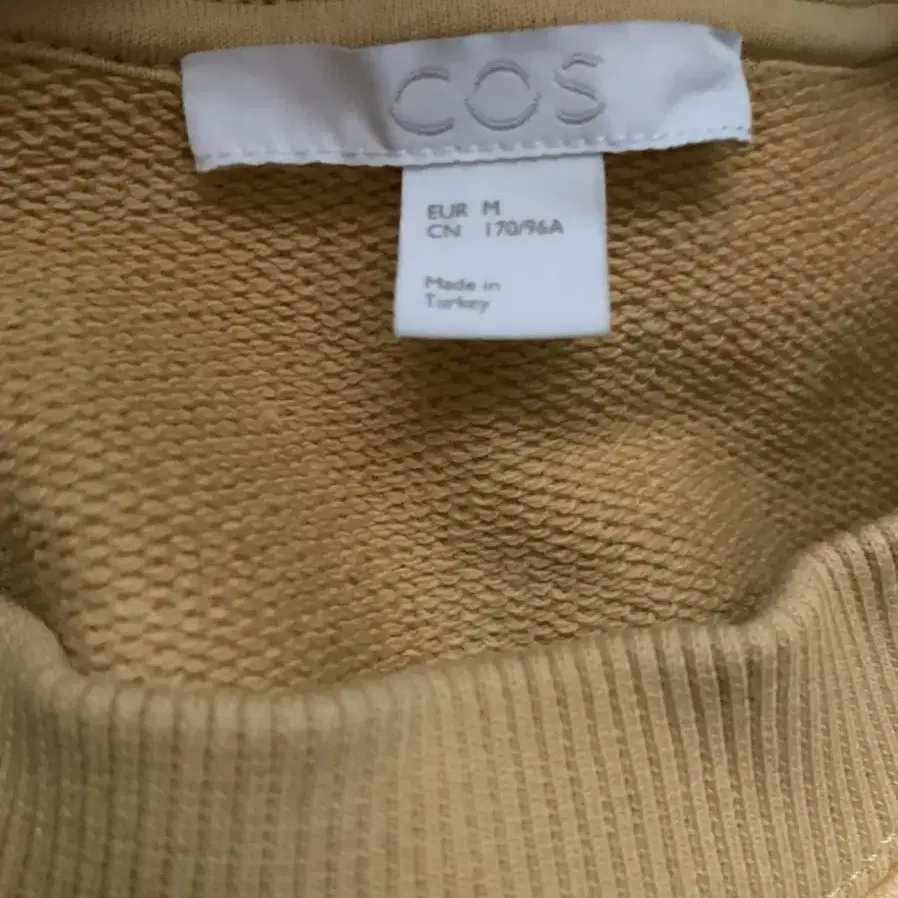 COS
EUR M
CN 170/96A
Made in
Turkey